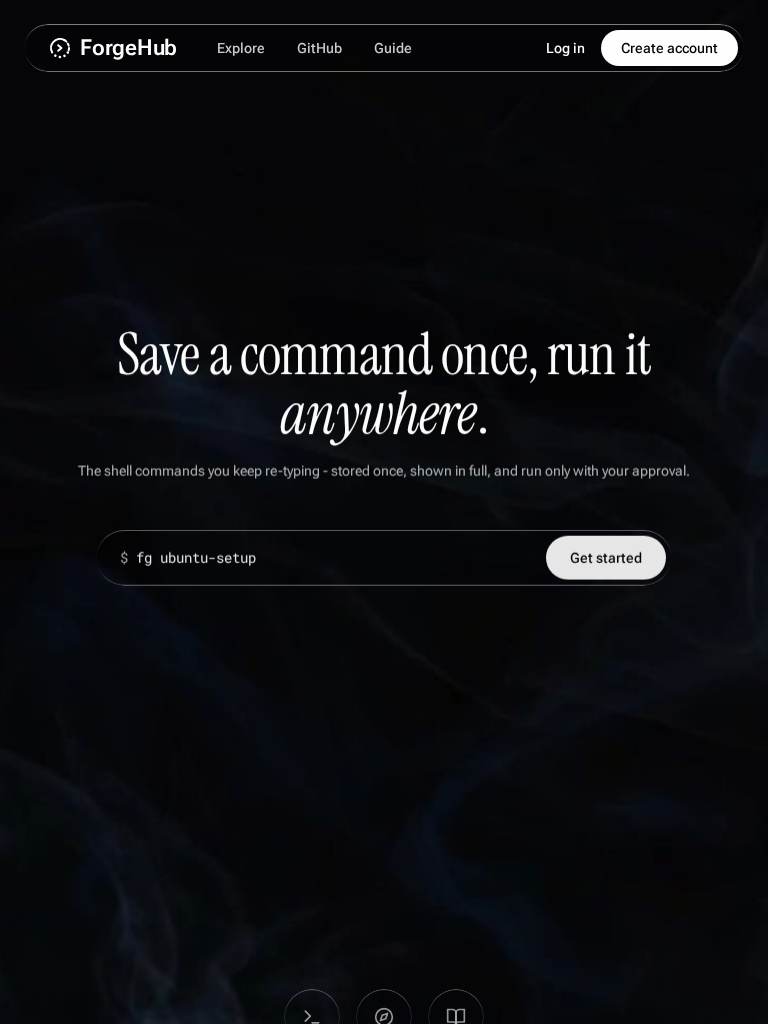 ForgeHub Explore GitHub Guide Log in Create account
Save a command once, run it
anywhere.
The shell commands you keep re-typing - stored once, shown in full, and run only with your approval.
$ fg ubuntu-setup Get started